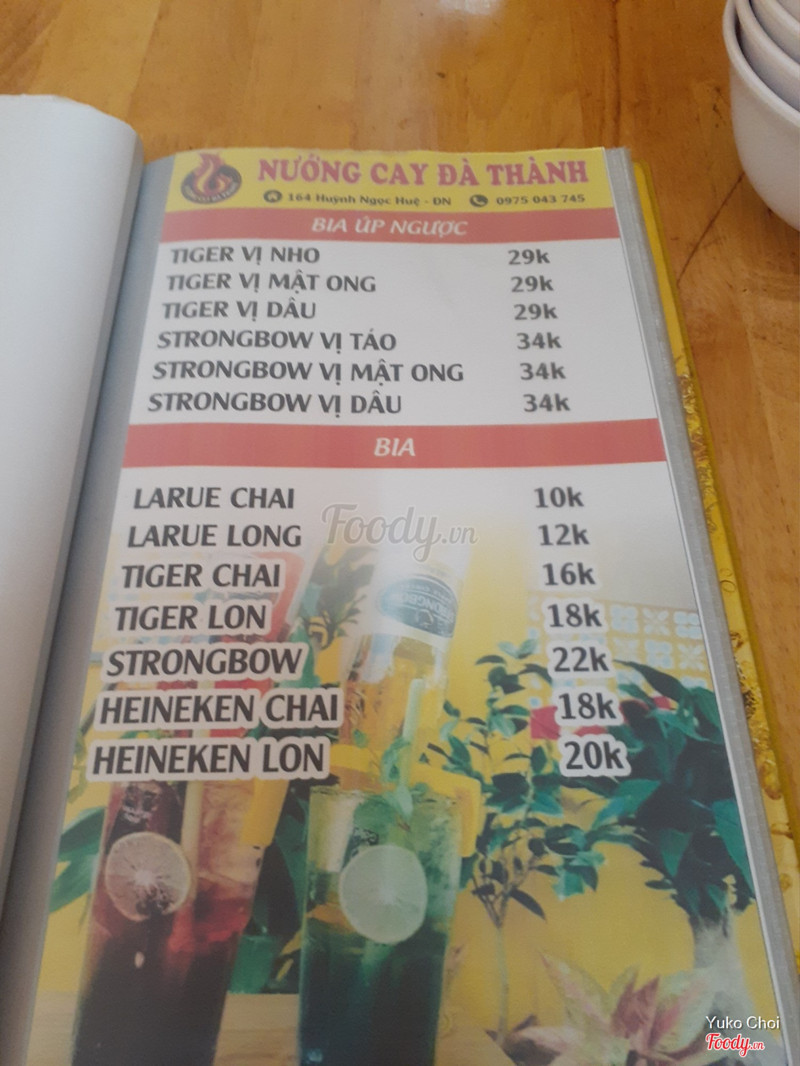 NƯỚNG CAY ĐÀ THÀNH
164 Huỳnh Ngọc Huệ - ĐN 0975 043 745
BIA ÚP NGƯỢC
TIGER VỊ NHO 29k
TIGER VỊ MẬT ONG 29k
TIGER VỊ DÂU 29k
STRONGBOW VỊ TÁO 34k
STRONGBOW VỊ MẬT ONG 34k
STRONGBOW VỊ DÂU 34k
BIA
LARUE CHAI 10k
LARUE LONG 12k
TIGER CHAI 16k
TIGER LON 18k
STRONGBOW 22k
HEINEKEN CHAI 18k
HEINEKEN LON 20k
Foody.vn
Yuko Choi
Foody.vn